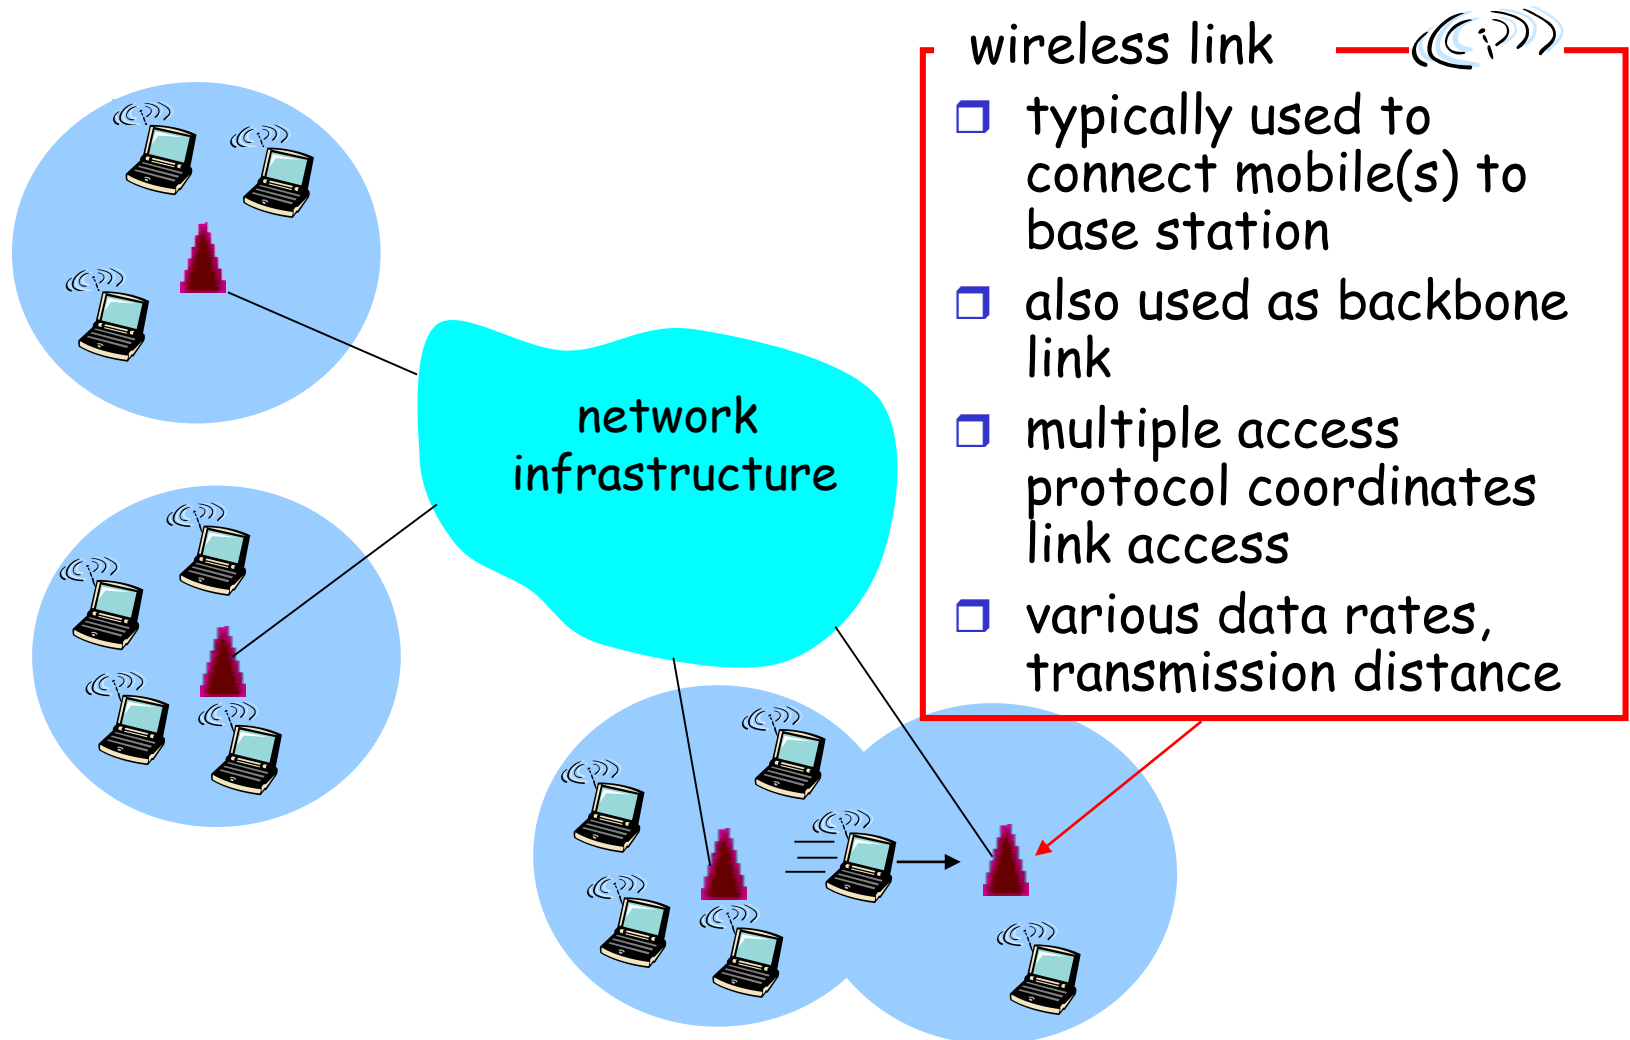 wireless link
typically used to
connect mobile(s) to
base station
also used as backbone
link
multiple access
protocol coordinates
link access
various data rates,
transmission distance
network
infrastructure